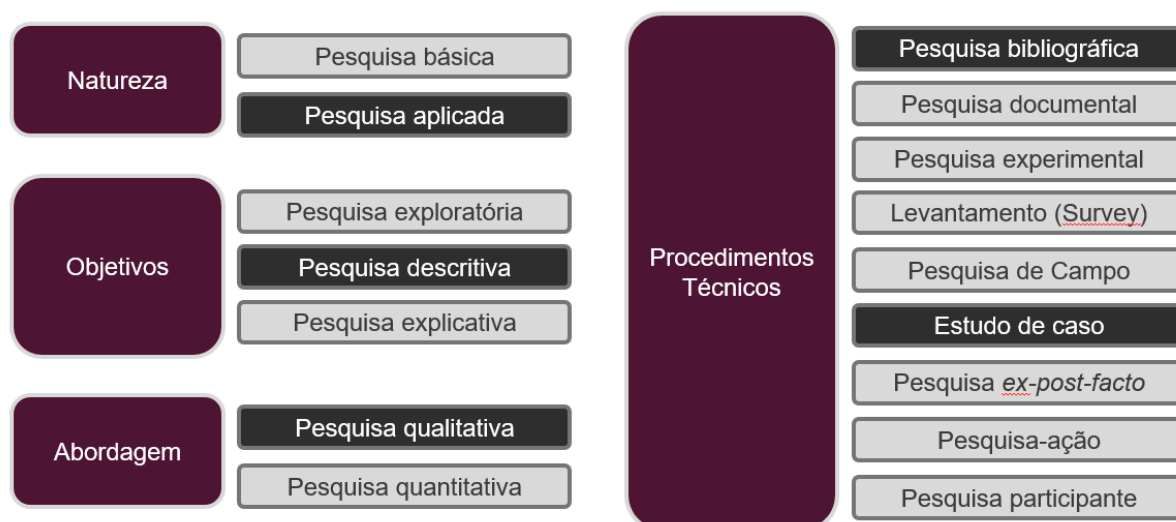 Natureza
Pesquisa básica
Pesquisa aplicada
Objetivos
Pesquisa exploratória
Pesquisa descritiva
Pesquisa explicativa
Abordagem
Pesquisa qualitativa
Pesquisa quantitativa
Procedimentos
Técnicos
Pesquisa bibliográfica
Pesquisa documental
Pesquisa experimental
Levantamento (Survey)
Pesquisa de Campo
Estudo de caso
Pesquisa ex-post-facto
Pesquisa-ação
Pesquisa participante